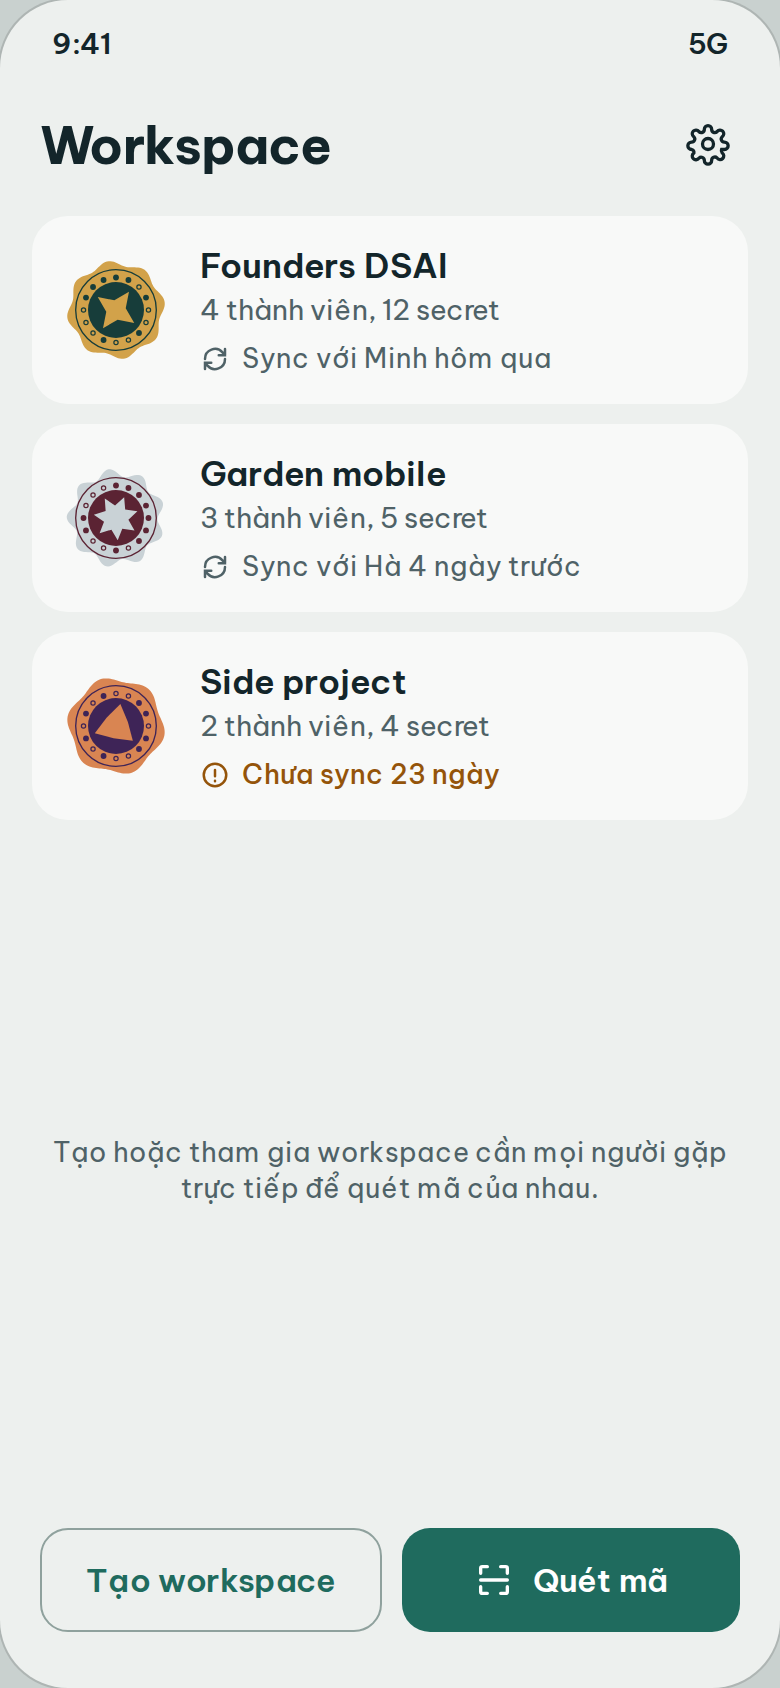 9:41
5G
Workspace
Founders DSAI
4 thành viên, 12 secret
Sync với Minh hôm qua
Garden mobile
3 thành viên, 5 secret
Sync với Hà 4 ngày trước
Side project
2 thành viên, 4 secret
Chưa sync 23 ngày
Tạo hoặc tham gia workspace cần mọi người gặp
trực tiếp để quét mã của nhau.
Tạo workspace
Quét mã